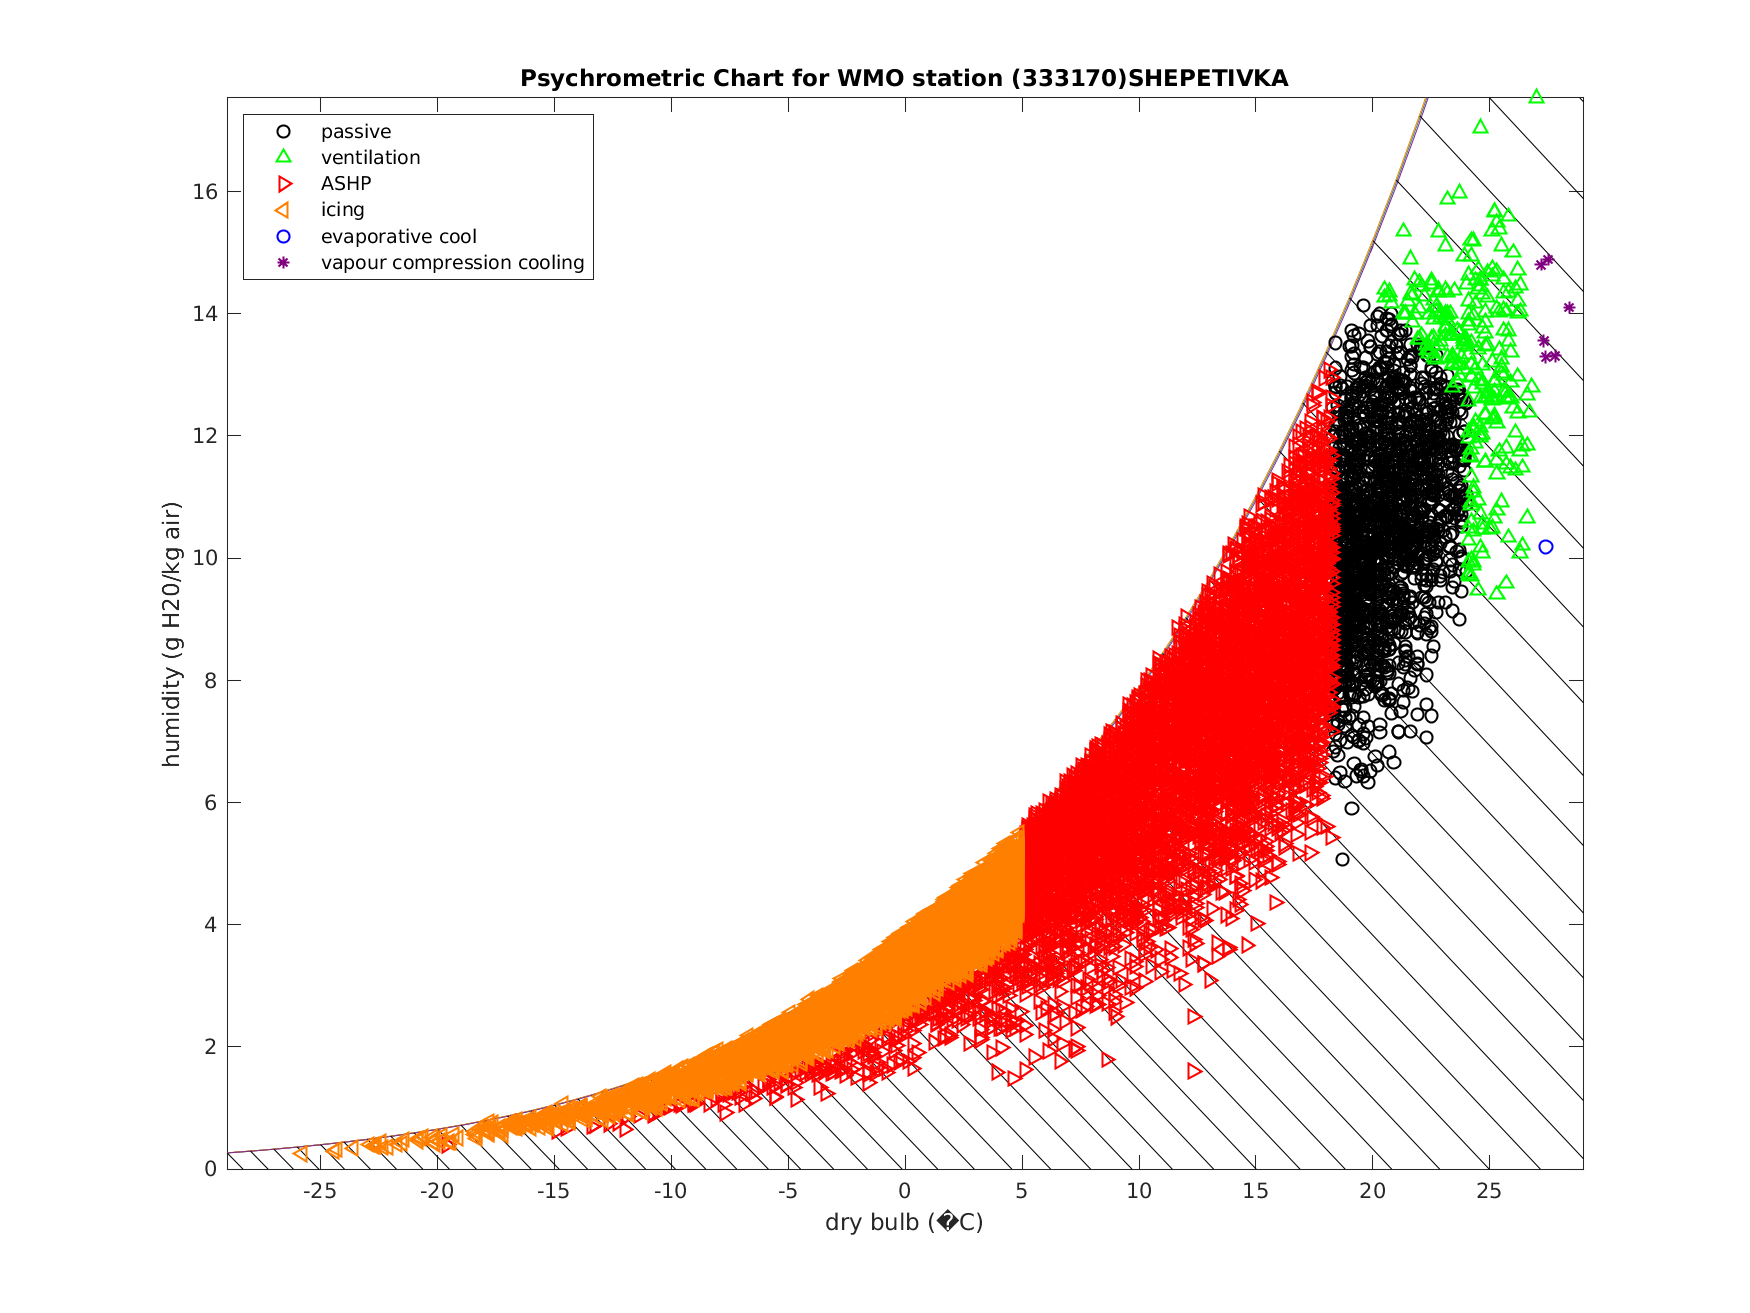 Psychrometric Chart for WMO station (333170)SHEPETIVKA
passive
ventilation
ASHP
icing
evaporative cool
vapour compression cooling
humidity (g H20/kg air)
16
14
12
10
8
6
4
2
0
-25 -20 -15 -10 -5 0 5 10 15 20 25
dry bulb (�C)